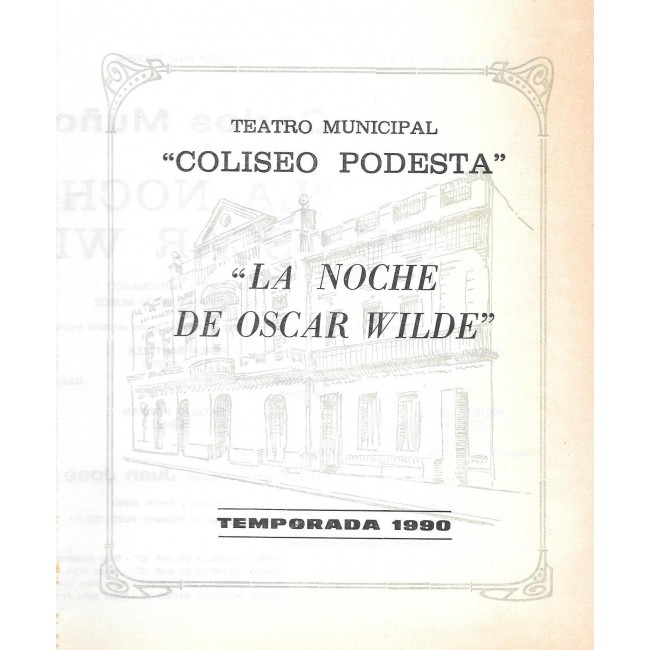 TEATRO MUNICIPAL
“COLISEO PODESTA”
“LA NOCHE
DE OSCAR WILDE”
TEMPORADA 1990